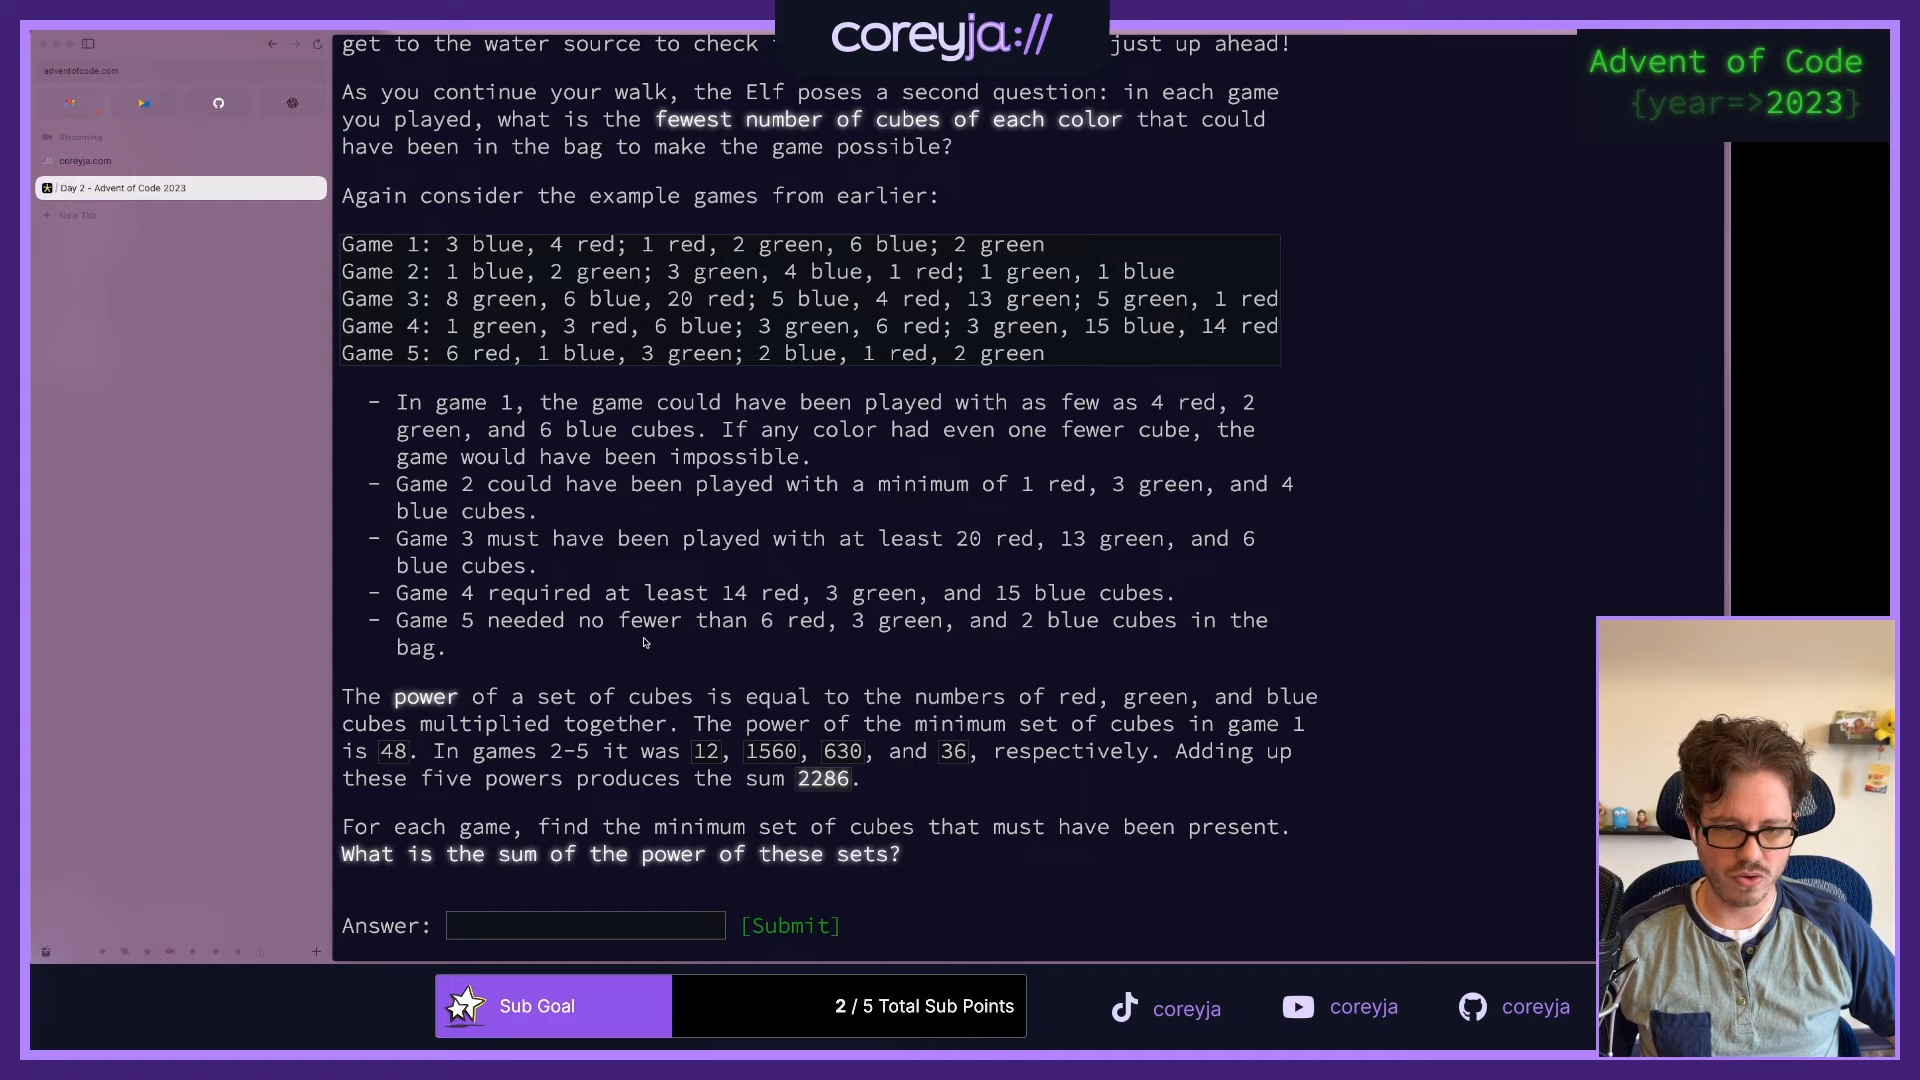 coreyja://
Advent of Code
{year=>2023}
adventofcode.com
Streaming
coreyja.com
/ Day 2 - Advent of Code 2023
+ New Tab
get to the water source to check
just up ahead!
As you continue your walk, the Elf poses a second question: in each game
you played, what is the fewest number of cubes of each color that could
have been in the bag to make the game possible?
Again consider the example games from earlier:
Game 1: 3 blue, 4 red; 1 red, 2 green, 6 blue; 2 green
Game 2: 1 blue, 2 green; 3 green, 4 blue, 1 red; 1 green, 1 blue
Game 3: 8 green, 6 blue, 20 red; 5 blue, 4 red, 13 green; 5 green, 1 red
Game 4: 1 green, 3 red, 6 blue; 3 green, 6 red; 3 green, 15 blue, 14 red
Game 5: 6 red, 1 blue, 3 green; 2 blue, 1 red, 2 green
- In game 1, the game could have been played with as few as 4 red, 2
green, and 6 blue cubes. If any color had even one fewer cube, the
game would have been impossible.
- Game 2 could have been played with a minimum of 1 red, 3 green, and 4
blue cubes.
- Game 3 must have been played with at least 20 red, 13 green, and 6
blue cubes.
- Game 4 required at least 14 red, 3 green, and 15 blue cubes.
- Game 5 needed no fewer than 6 red, 3 green, and 2 blue cubes in the
bag.
The power of a set of cubes is equal to the numbers of red, green, and blue
cubes multiplied together. The power of the minimum set of cubes in game 1
is 48. In games 2-5 it was 12, 1560, 630, and 36, respectively. Adding up
these five powers produces the sum 2286.
For each game, find the minimum set of cubes that must have been present.
What is the sum of the power of these sets?
Answer:
[Submit]
Sub Goal
2 / 5 Total Sub Points
coreyja
coreyja
coreyja